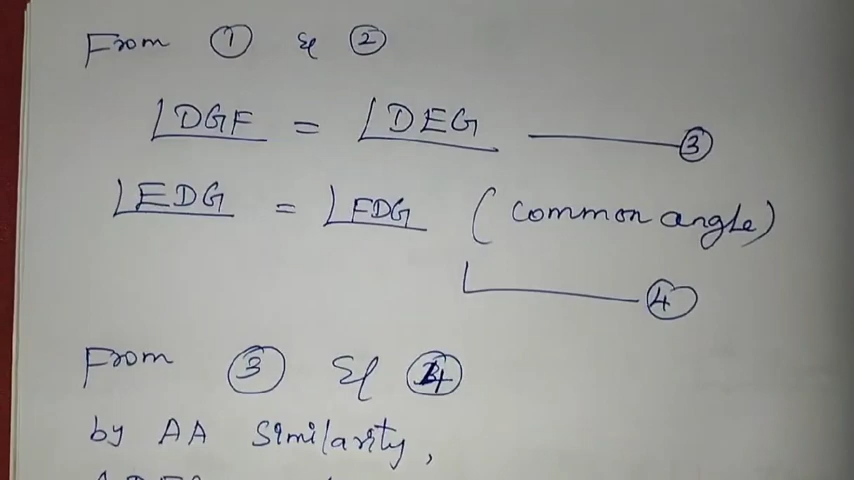 From ① & ②
∠DGF = ∠DEG — ③
∠EDG = ∠FDG (common angle)
④
From ③ & ④
by AA Similarity,